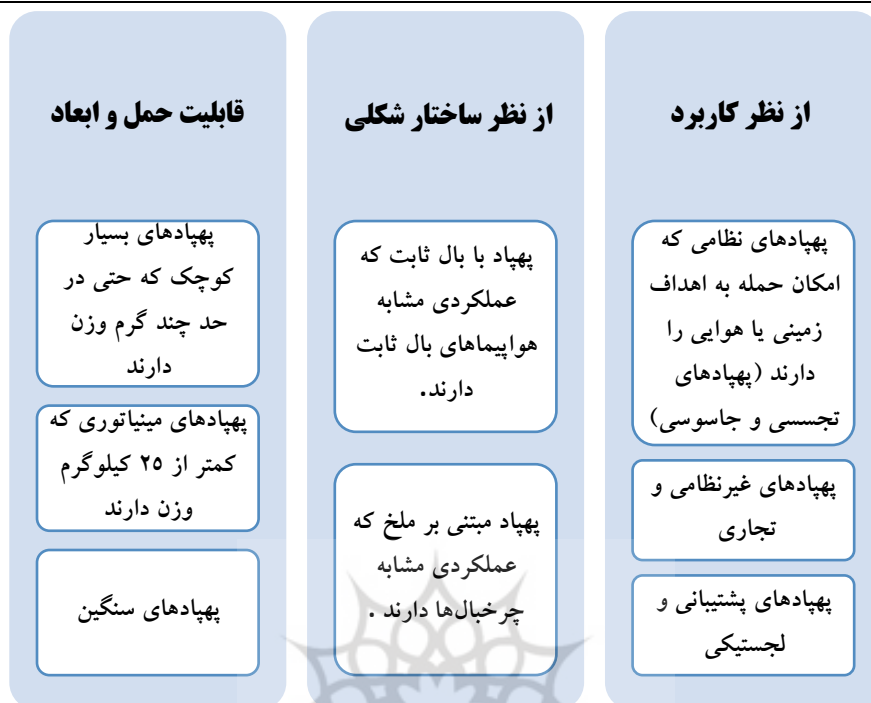 از نظر کاربرد
پهپادهای نظامی که
امکان حمله به اهداف
زمینی یا هوایی را
دارند (پهپادهای
تجسسی و جاسوسی)
پهپادهای غیرنظامی و
تجاری
پهپادهای پشتیبانی و
لجستیکی
از نظر ساختار شکلی
پهپاد با بال ثابت که
عملکردی مشابه
هواپیماهای بال ثابت
دارند.
پهپاد مبتنی بر ملخ که
عملکردی مشابه
چرخبال‌ها دارند .
قابلیت حمل و ابعاد
پهپادهای بسیار
کوچک که حتی در
حد چند گرم وزن
دارند
پهپادهای مینیاتوری که
کمتر از ۲۵ کیلوگرم
وزن دارند
پهپادهای سنگین